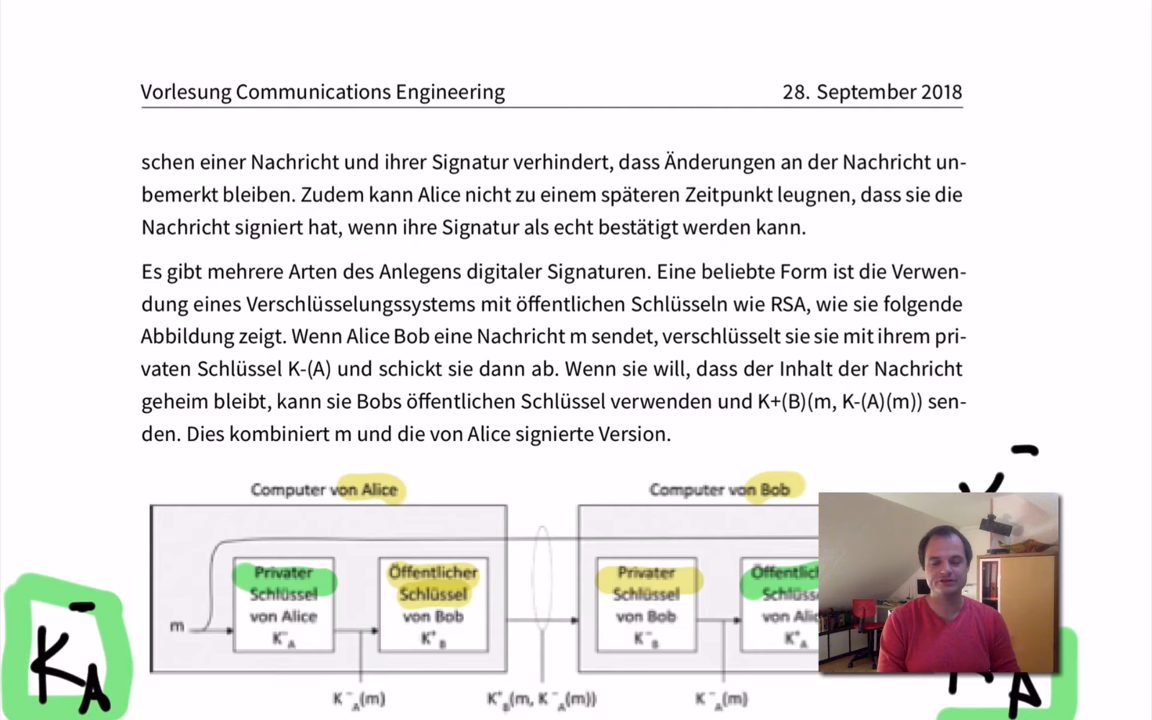 Vorlesung Communications Engineering 28. September 2018
schen einer Nachricht und ihrer Signatur verhindert, dass Änderungen an der Nachricht un-
bemerkt bleiben. Zudem kann Alice nicht zu einem späteren Zeitpunkt leugnen, dass sie die
Nachricht signiert hat, wenn ihre Signatur als echt bestätigt werden kann.
Es gibt mehrere Arten des Anlegens digitaler Signaturen. Eine beliebte Form ist die Verwen-
dung eines Verschlüsselungssystems mit öffentlichen Schlüsseln wie RSA, wie sie folgende
Abbildung zeigt. Wenn Alice Bob eine Nachricht m sendet, verschlüsselt sie sie mit ihrem pri-
vaten Schlüssel K-(A) und schickt sie dann ab. Wenn sie will, dass der Inhalt der Nachricht
geheim bleibt, kann sie Bobs öffentlichen Schlüssel verwenden und K+(B)(m, K-(A)(m)) sen-
den. Dies kombiniert m und die von Alice signierte Version.
Computer von Alice
Computer von Bob
m
Privater
Schlüssel
von Alice
K⁻A
Öffentlicher
Schlüssel
von Bob
K⁺B
Privater
Schlüssel
von Bob
K⁻B
Öffentlic
Schlüss
von Alic
K⁺A
K⁻A(m)
K⁺B(m, K⁻A(m))
K⁻A(m)
K⁻A